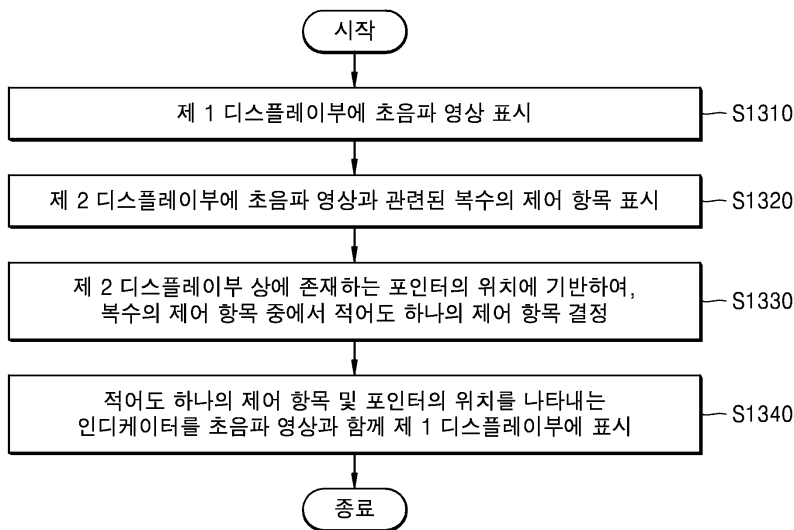 시작
제 1 디스플레이부에 초음파 영상 표시
S1310
제 2 디스플레이부에 초음파 영상과 관련된 복수의 제어 항목 표시
S1320
제 2 디스플레이부 상에 존재하는 포인터의 위치에 기반하여,
복수의 제어 항목 중에서 적어도 하나의 제어 항목 결정
S1330
적어도 하나의 제어 항목 및 포인터의 위치를 나타내는
인디케이터를 초음파 영상과 함께 제 1 디스플레이부에 표시
S1340
종료